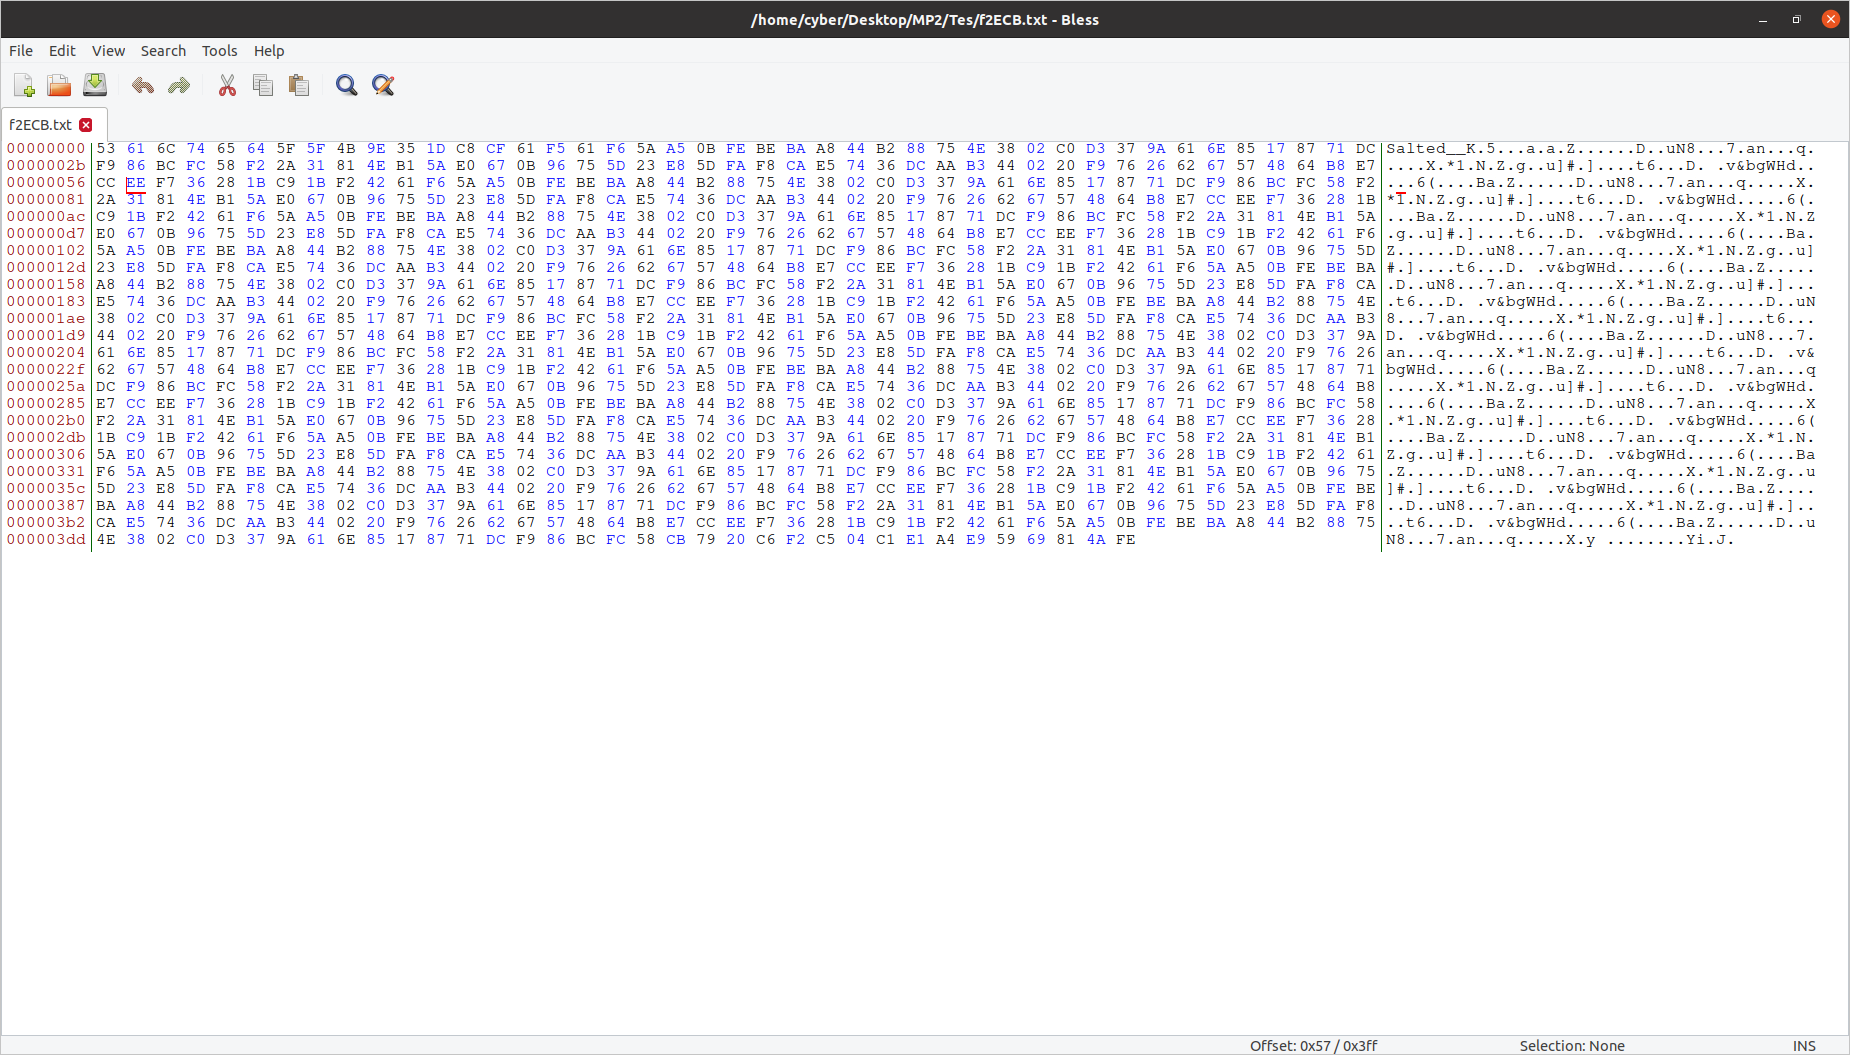 /home/cyber/Desktop/MP2/Tes/f2ECB.txt - Bless
File Edit View Search Tools Help
f2ECB.txt
00000000 53 61 6C 74 65 64 5F 5F 4B 9E 35 1D C8 CF 61 F5 61 F6 5A A5 0B FE BE BA A8 44 B2 88 75 4E 38 02 C0 D3 37 9A 61 6E 85 17 87 71 DC Salted__K.5...a.a.Z......D..uN8...7.an...q.
0000002b F9 86 BC FC 58 F2 2A 31 81 4E B1 5A E0 67 0B 96 75 5D 23 E8 5D FA F8 CA E5 74 36 DC AA B3 44 02 20 F9 76 26 62 67 57 48 64 B8 E7 ....X.*1.N.Z.g..u]#.]....t6...D. .v&bgWHd..
00000056 CC EE F7 36 28 1B C9 1B F2 42 61 F6 5A A5 0B FE BE BA A8 44 B2 88 75 4E 38 02 C0 D3 37 9A 61 6E 85 17 87 71 DC F9 86 BC FC 58 F2 ...6(....Ba.Z......D..uN8...7.an...q.....X.
00000081 2A 31 81 4E B1 5A E0 67 0B 96 75 5D 23 E8 5D FA F8 CA E5 74 36 DC AA B3 44 02 20 F9 76 26 62 67 57 48 64 B8 E7 CC EE F7 36 28 1B *1.N.Z.g..u]#.]....t6...D. .v&bgWHd.....6(.
000000ac C9 1B F2 42 61 F6 5A A5 0B FE BE BA A8 44 B2 88 75 4E 38 02 C0 D3 37 9A 61 6E 85 17 87 71 DC F9 86 BC FC 58 F2 2A 31 81 4E B1 5A ...Ba.Z......D..uN8...7.an...q.....X.*1.N.Z
000000d7 E0 67 0B 96 75 5D 23 E8 5D FA F8 CA E5 74 36 DC AA B3 44 02 20 F9 76 26 62 67 57 48 64 B8 E7 CC EE F7 36 28 1B C9 1B F2 42 61 F6 .g..u]#.]....t6...D. .v&bgWHd.....6(....Ba.
00000102 5A A5 0B FE BE BA A8 44 B2 88 75 4E 38 02 C0 D3 37 9A 61 6E 85 17 87 71 DC F9 86 BC FC 58 F2 2A 31 81 4E B1 5A E0 67 0B 96 75 5D Z......D..uN8...7.an...q.....X.*1.N.Z.g..u]
0000012d 23 E8 5D FA F8 CA E5 74 36 DC AA B3 44 02 20 F9 76 26 62 67 57 48 64 B8 E7 CC EE F7 36 28 1B C9 1B F2 42 61 F6 5A A5 0B FE BE BA #.]....t6...D. .v&bgWHd.....6(....Ba.Z.....
00000158 A8 44 B2 88 75 4E 38 02 C0 D3 37 9A 61 6E 85 17 87 71 DC F9 86 BC FC 58 F2 2A 31 81 4E B1 5A E0 67 0B 96 75 5D 23 E8 5D FA F8 CA .D..uN8...7.an...q.....X.*1.N.Z.g..u]#.]...
00000183 E5 74 36 DC AA B3 44 02 20 F9 76 26 62 67 57 48 64 B8 E7 CC EE F7 36 28 1B C9 1B F2 42 61 F6 5A A5 0B FE BE BA A8 44 B2 88 75 4E .t6...D. .v&bgWHd.....6(....Ba.Z......D..uN
000001ae 38 02 C0 D3 37 9A 61 6E 85 17 87 71 DC F9 86 BC FC 58 F2 2A 31 81 4E B1 5A E0 67 0B 96 75 5D 23 E8 5D FA F8 CA E5 74 36 DC AA B3 8...7.an...q.....X.*1.N.Z.g..u]#.]....t6...
000001d9 44 02 20 F9 76 26 62 67 57 48 64 B8 E7 CC EE F7 36 28 1B C9 1B F2 42 61 F6 5A A5 0B FE BE BA A8 44 B2 88 75 4E 38 02 C0 D3 37 9A D. .v&bgWHd.....6(....Ba.Z......D..uN8...7.
00000204 61 6E 85 17 87 71 DC F9 86 BC FC 58 F2 2A 31 81 4E B1 5A E0 67 0B 96 75 5D 23 E8 5D FA F8 CA E5 74 36 DC AA B3 44 02 20 F9 76 26 an...q.....X.*1.N.Z.g..u]#.]....t6...D. .v&
0000022f 62 67 57 48 64 B8 E7 CC EE F7 36 28 1B C9 1B F2 42 61 F6 5A A5 0B FE BE BA A8 44 B2 88 75 4E 38 02 C0 D3 37 9A 61 6E 85 17 87 71 bgWHd.....6(....Ba.Z......D..uN8...7.an...q
0000025a DC F9 86 BC FC 58 F2 2A 31 81 4E B1 5A E0 67 0B 96 75 5D 23 E8 5D FA F8 CA E5 74 36 DC AA B3 44 02 20 F9 76 26 62 67 57 48 64 B8 .....X.*1.N.Z.g..u]#.]....t6...D. .v&bgWHd.
00000285 E7 CC EE F7 36 28 1B C9 1B F2 42 61 F6 5A A5 0B FE BE BA A8 44 B2 88 75 4E 38 02 C0 D3 37 9A 61 6E 85 17 87 71 DC F9 86 BC FC 58 ....6(....Ba.Z......D..uN8...7.an...q.....X
000002b0 F2 2A 31 81 4E B1 5A E0 67 0B 96 75 5D 23 E8 5D FA F8 CA E5 74 36 DC AA B3 44 02 20 F9 76 26 62 67 57 48 64 B8 E7 CC EE F7 36 28 .*1.N.Z.g..u]#.]....t6...D. .v&bgWHd.....6(
000002db 1B C9 1B F2 42 61 F6 5A A5 0B FE BE BA A8 44 B2 88 75 4E 38 02 C0 D3 37 9A 61 6E 85 17 87 71 DC F9 86 BC FC 58 F2 2A 31 81 4E B1 ....Ba.Z......D..uN8...7.an...q.....X.*1.N.
00000306 5A E0 67 0B 96 75 5D 23 E8 5D FA F8 CA E5 74 36 DC AA B3 44 02 20 F9 76 26 62 67 57 48 64 B8 E7 CC EE F7 36 28 1B C9 1B F2 42 61 Z.g..u]#.]....t6...D. .v&bgWHd.....6(....Ba
00000331 F6 5A A5 0B FE BE BA A8 44 B2 88 75 4E 38 02 C0 D3 37 9A 61 6E 85 17 87 71 DC F9 86 BC FC 58 F2 2A 31 81 4E B1 5A E0 67 0B 96 75 .Z......D..uN8...7.an...q.....X.*1.N.Z.g..u
0000035c 5D 23 E8 5D FA F8 CA E5 74 36 DC AA B3 44 02 20 F9 76 26 62 67 57 48 64 B8 E7 CC EE F7 36 28 1B C9 1B F2 42 61 F6 5A A5 0B FE BE ]#.]....t6...D. .v&bgWHd.....6(....Ba.Z....
00000387 BA A8 44 B2 88 75 4E 38 02 C0 D3 37 9A 61 6E 85 17 87 71 DC F9 86 BC FC 58 F2 2A 31 81 4E B1 5A E0 67 0B 96 75 5D 23 E8 5D FA F8 ..D..uN8...7.an...q.....X.*1.N.Z.g..u]#.]..
000003b2 CA E5 74 36 DC AA B3 44 02 20 F9 76 26 62 67 57 48 64 B8 E7 CC EE F7 36 28 1B C9 1B F2 42 61 F6 5A A5 0B FE BE BA A8 44 B2 88 75 ..t6...D. .v&bgWHd.....6(....Ba.Z......D..u
000003dd 4E 38 02 C0 D3 37 9A 61 6E 85 17 87 71 DC F9 86 BC FC 58 CB 79 20 C6 F2 C5 04 C1 E1 A4 E9 59 69 81 4A FE N8...7.an...q.....X.y ........Yi.J.
Offset: 0x57 / 0x3ff Selection: None INS